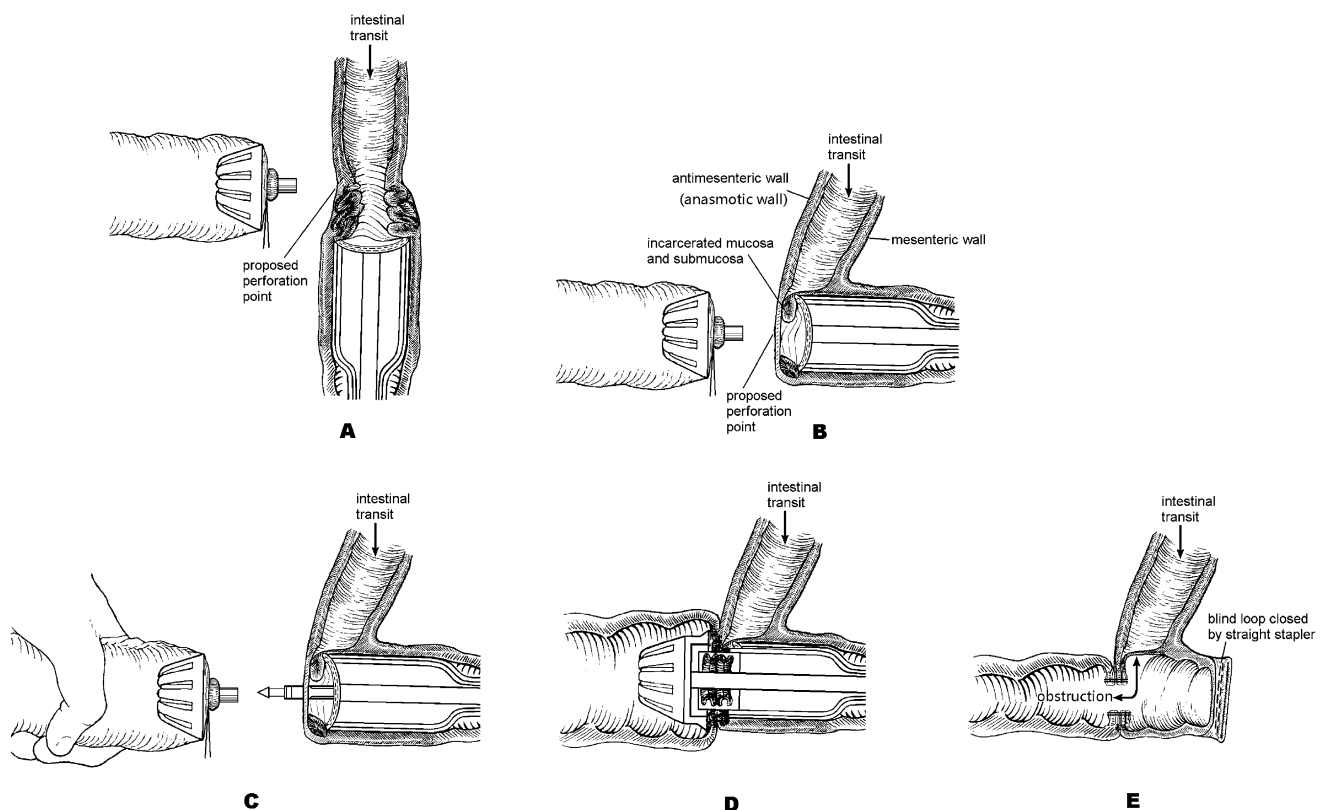 intestinal
transit
proposed
perforation
point
A
intestinal
transit
antimesenteric wall
(anasmotic wall)
mesenteric wall
incarcerated mucosa
and submucosa
proposed
perforation
point
B
intestinal
transit
C
intestinal
transit
D
intestinal
transit
blind loop closed
by straight stapler
obstruction
E